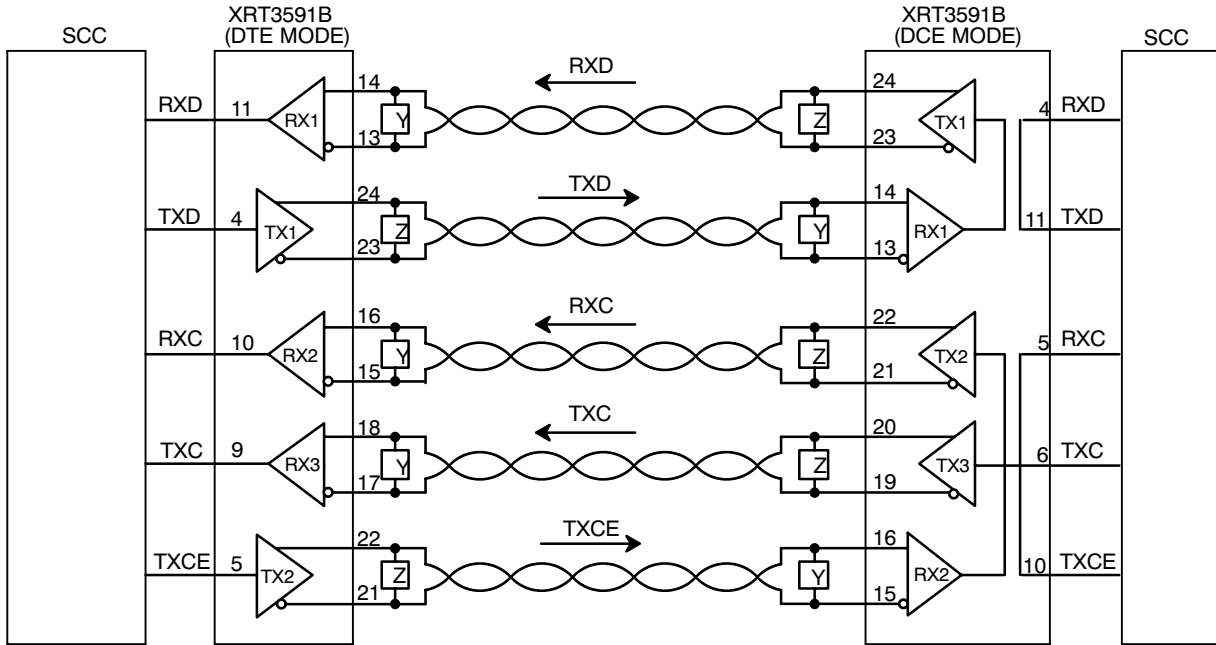 XRT3591B
(DTE MODE)
XRT3591B
(DCE MODE)
SCC
SCC
RXD 11 RX1 14 13 Y RXD Z 24 23 TX1 4 RXD
TXD 4 TX1 24 23 Z TXD Y 14 13 RX1 11 TXD
RXC 10 RX2 16 15 Y RXC Z 22 21 TX2 5 RXC
TXC 9 RX3 18 17 Y TXC Z 20 19 TX3 6 TXC
TXCE 5 TX2 22 21 Z TXCE Y 16 15 RX2 10 TXCE